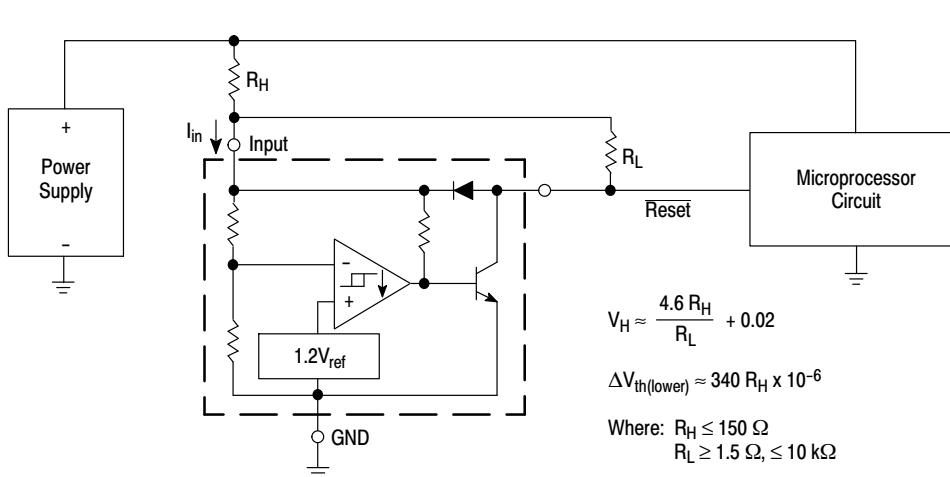 R_H
I_in
Input
+
Power
Supply
–
R_L
Microprocessor
Circuit
Reset
–
+
1.2V_ref
GND
V_H ≈ 4.6 R_H / R_L + 0.02
ΔV_th(lower) ≈ 340 R_H x 10^–6
Where: R_H ≤ 150 Ω
R_L ≥ 1.5 Ω, ≤ 10 kΩ